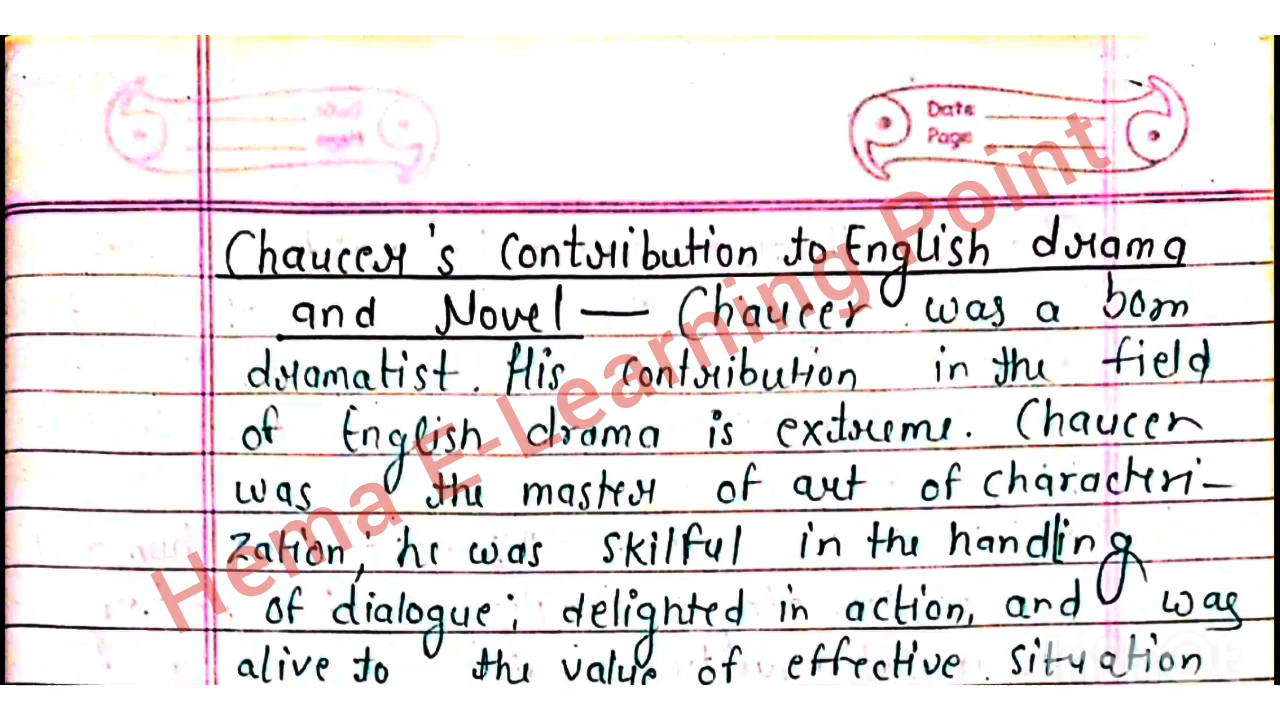 Date
Page
Chaucer's contribution to English drama
and Novel — Chaucer was a born
dramatist. His contribution in the field
of English drama is extreme. Chaucer
was the master of art of characteri-
zation; he was skilful in the handling
of dialogue; delighted in action, and was
alive to the value of effective situation
Hema E-Learning Point